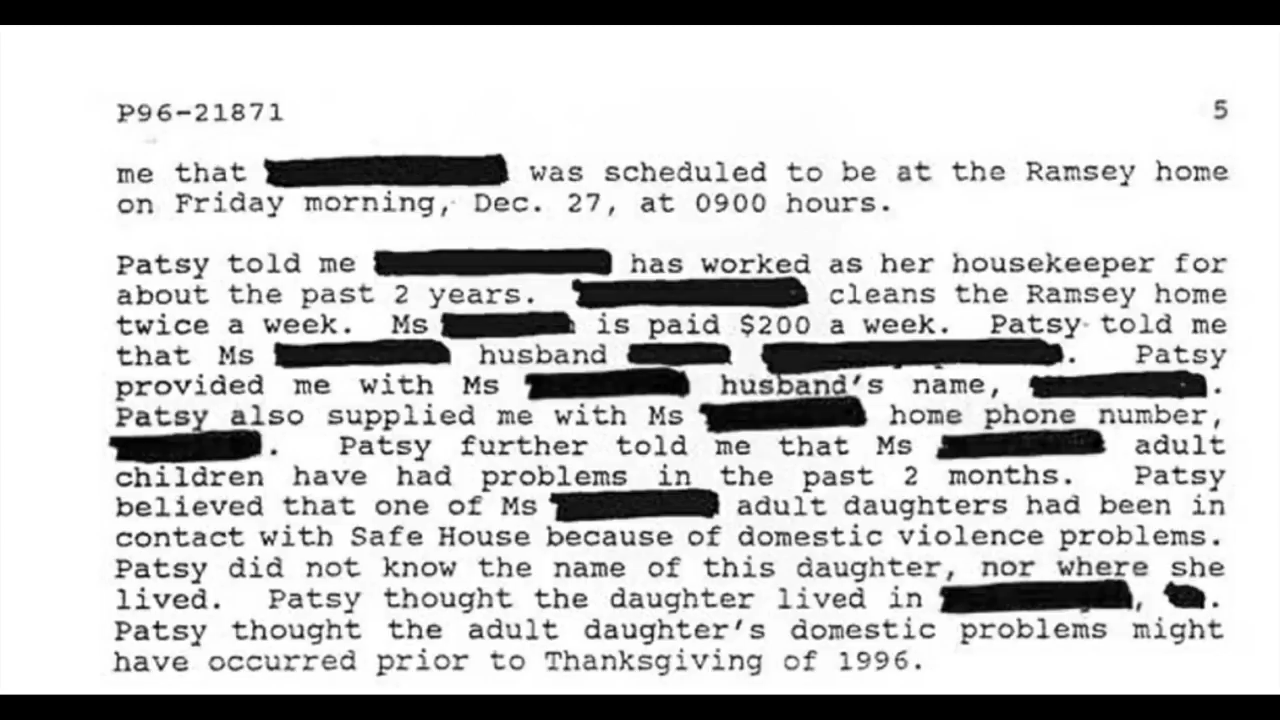 P96-21871 5
me that was scheduled to be at the Ramsey home
on Friday morning, Dec. 27, at 0900 hours.
Patsy told me has worked as her housekeeper for
about the past 2 years. cleans the Ramsey home
twice a week. Ms is paid $200 a week. Patsy told me
that Ms husband . Patsy
provided me with Ms husband's name, .
Patsy also supplied me with Ms home phone number,
. Patsy further told me that Ms adult
children have had problems in the past 2 months. Patsy
believed that one of Ms adult daughters had been in
contact with Safe House because of domestic violence problems.
Patsy did not know the name of this daughter, nor where she
lived. Patsy thought the daughter lived in , .
Patsy thought the adult daughter's domestic problems might
have occurred prior to Thanksgiving of 1996.